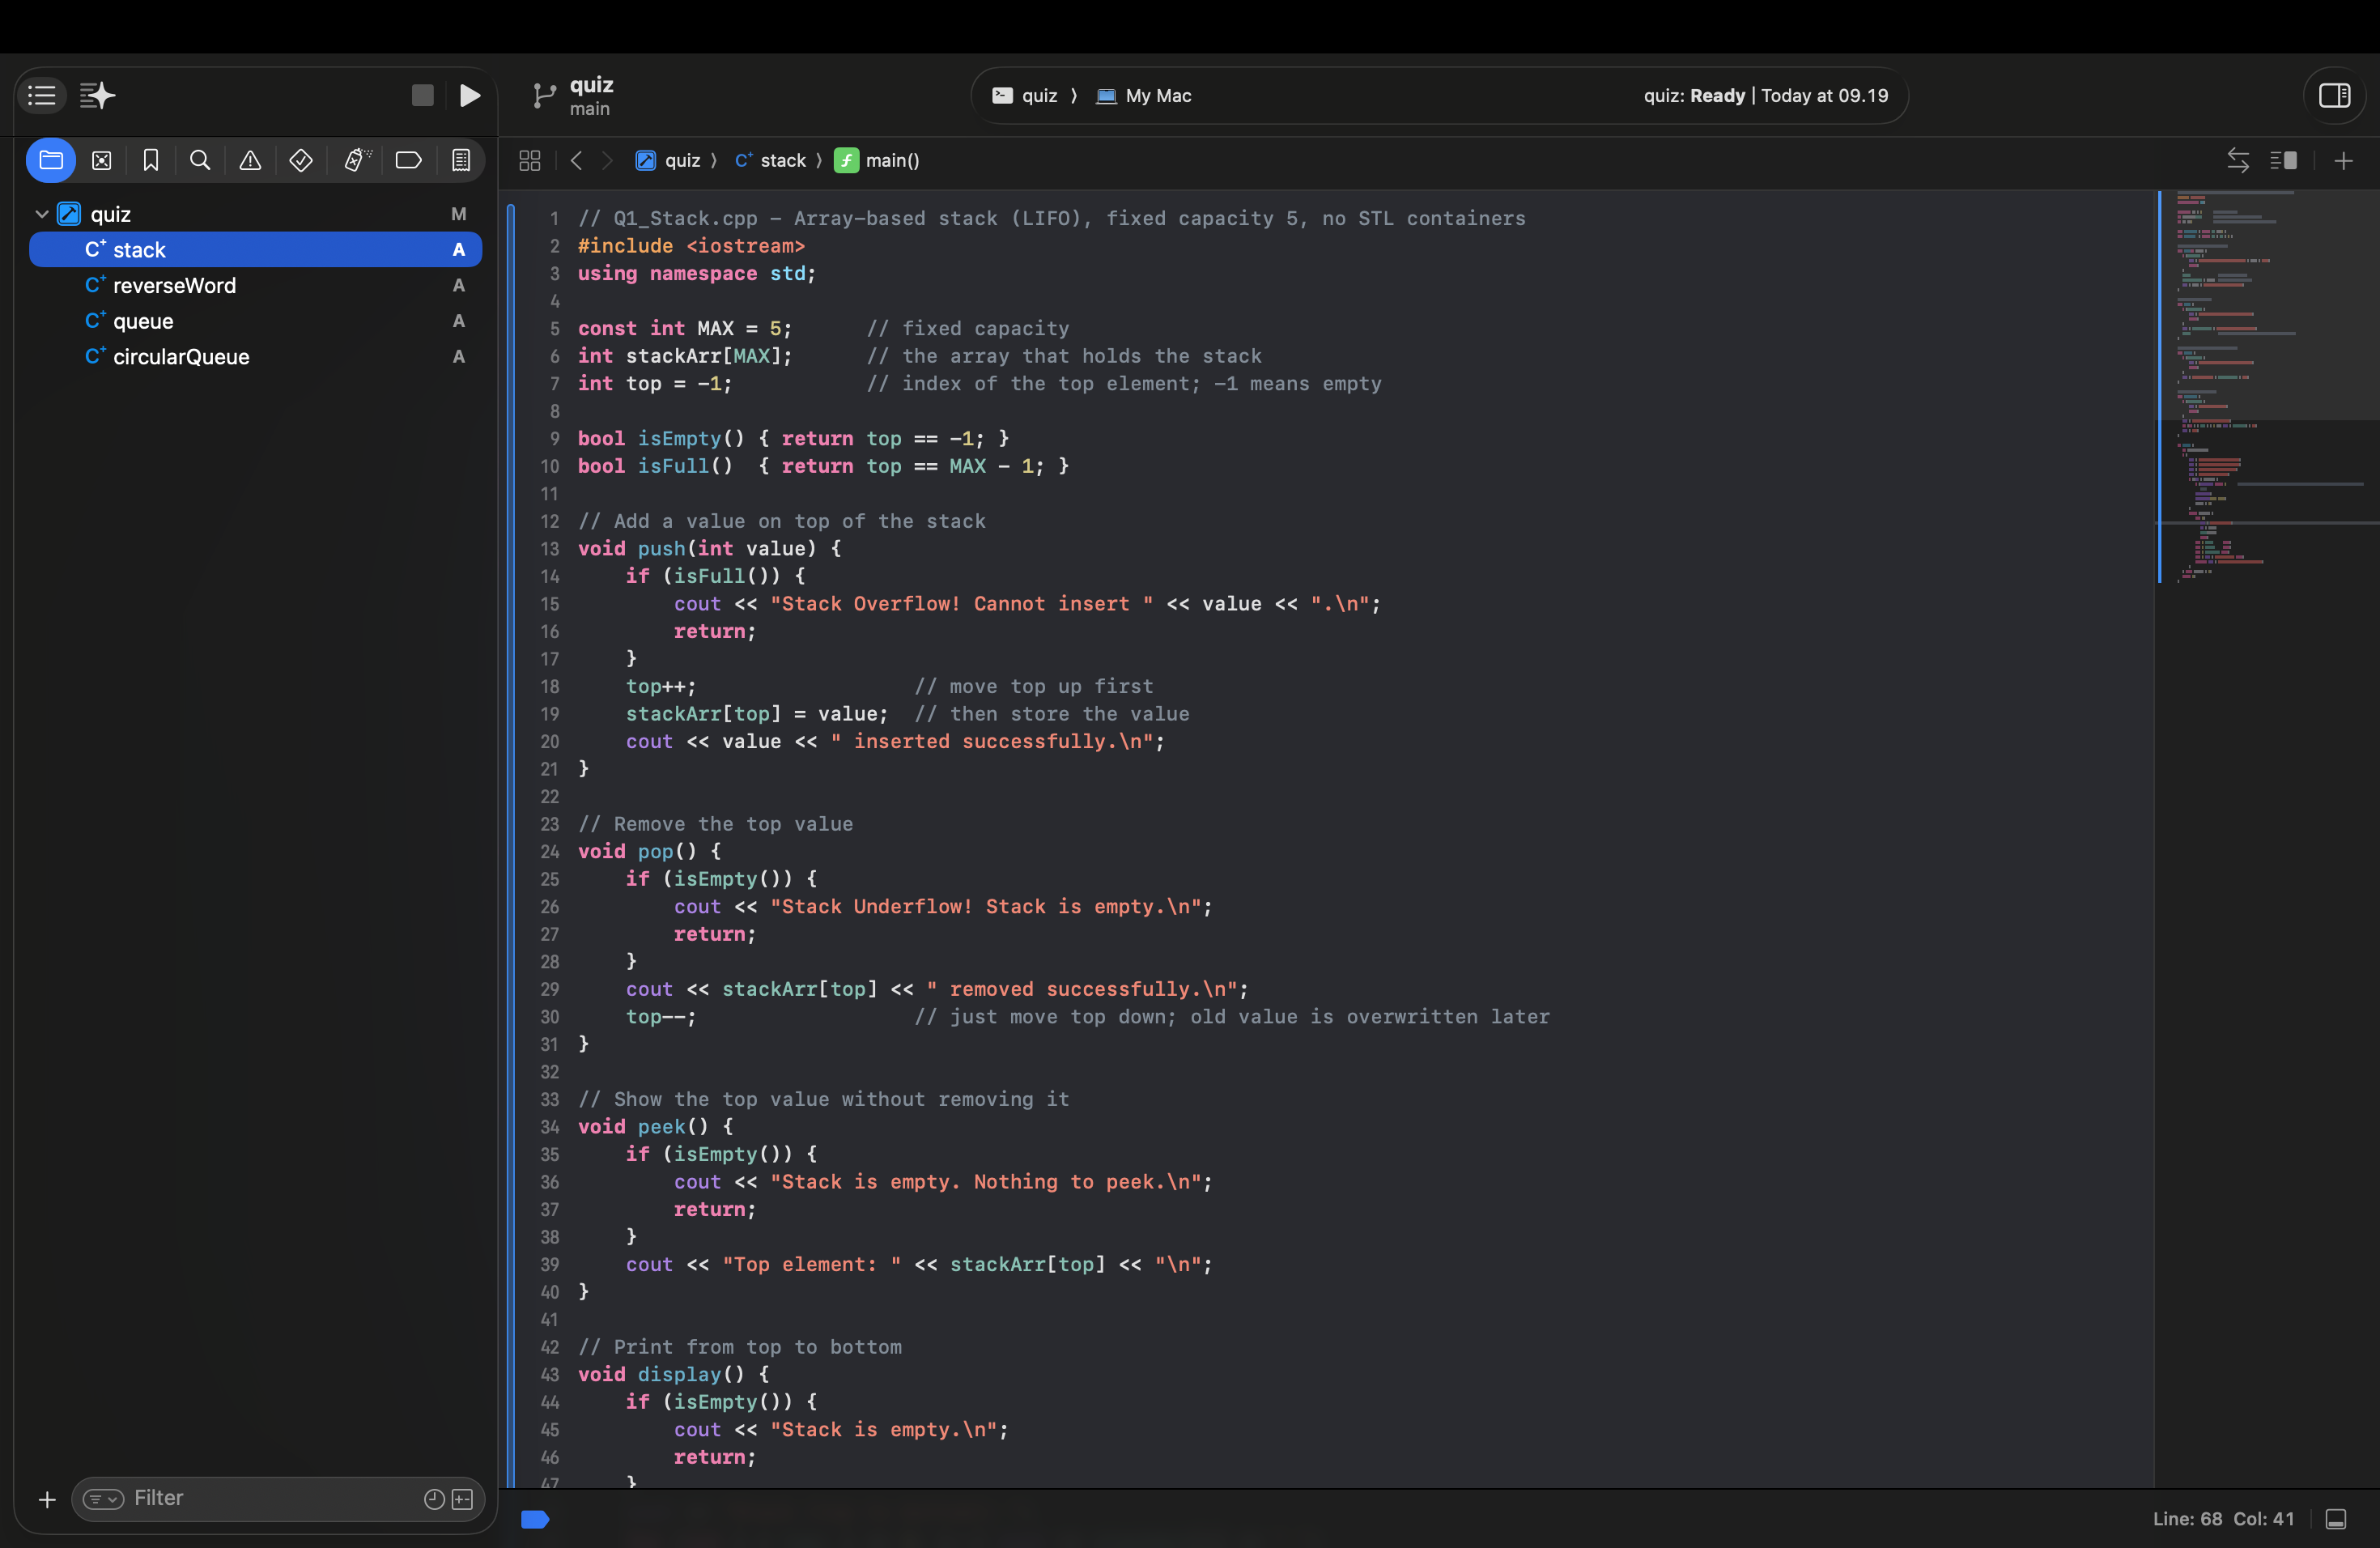 quiz
main
quiz 〉 My Mac
quiz: Ready | Today at 09.19
quiz 〉 C+ stack 〉 f main()
quiz M
C+ stack A
C+ reverseWord A
C+ queue A
C+ circularQueue A
1 // Q1_Stack.cpp - Array-based stack (LIFO), fixed capacity 5, no STL containers
2 #include <iostream>
3 using namespace std;
4
5 const int MAX = 5;      // fixed capacity
6 int stackArr[MAX];      // the array that holds the stack
7 int top = -1;           // index of the top element; -1 means empty
8
9 bool isEmpty() { return top == -1; }
10 bool isFull()  { return top == MAX - 1; }
11
12 // Add a value on top of the stack
13 void push(int value) {
14     if (isFull()) {
15         cout << "Stack Overflow! Cannot insert " << value << ".\n";
16         return;
17     }
18     top++;                  // move top up first
19     stackArr[top] = value;  // then store the value
20     cout << value << " inserted successfully.\n";
21 }
22
23 // Remove the top value
24 void pop() {
25     if (isEmpty()) {
26         cout << "Stack Underflow! Stack is empty.\n";
27         return;
28     }
29     cout << stackArr[top] << " removed successfully.\n";
30     top--;                  // just move top down; old value is overwritten later
31 }
32
33 // Show the top value without removing it
34 void peek() {
35     if (isEmpty()) {
36         cout << "Stack is empty. Nothing to peek.\n";
37         return;
38     }
39     cout << "Top element: " << stackArr[top] << "\n";
40 }
41
42 // Print from top to bottom
43 void display() {
44     if (isEmpty()) {
45         cout << "Stack is empty.\n";
46         return;
47     }
Filter
Line: 68 Col: 41